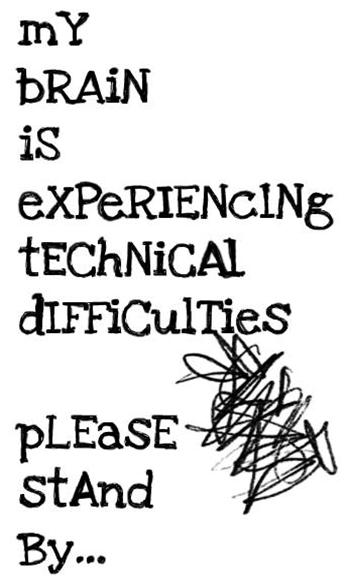 mY
bRAiN
iS
eXPeRIENcINg
tEChNiCAl
dIFFiCulTies
pLEasE
stAnd
By...